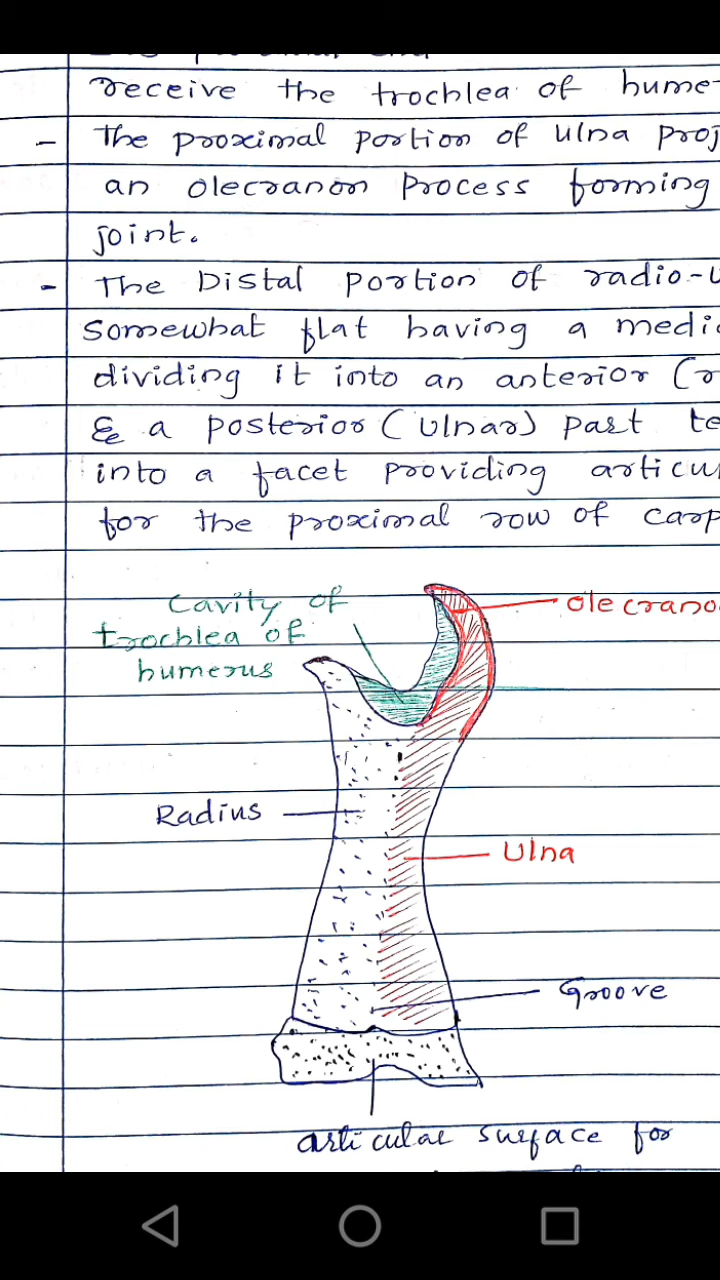 receive the trochlea of hume
- The proximal portion of Ulna proj
an olecranon process forming
joint.
- The Distal portion of radio-U
somewhat flat having a medi
dividing it into an anterior (r
& a posterior (Ulnar) part te
into a facet providing articu
for the proximal row of carp
Cavity of
trochlea of
humerus
Olecrano
Radius
Ulna
Groove
articular surface for